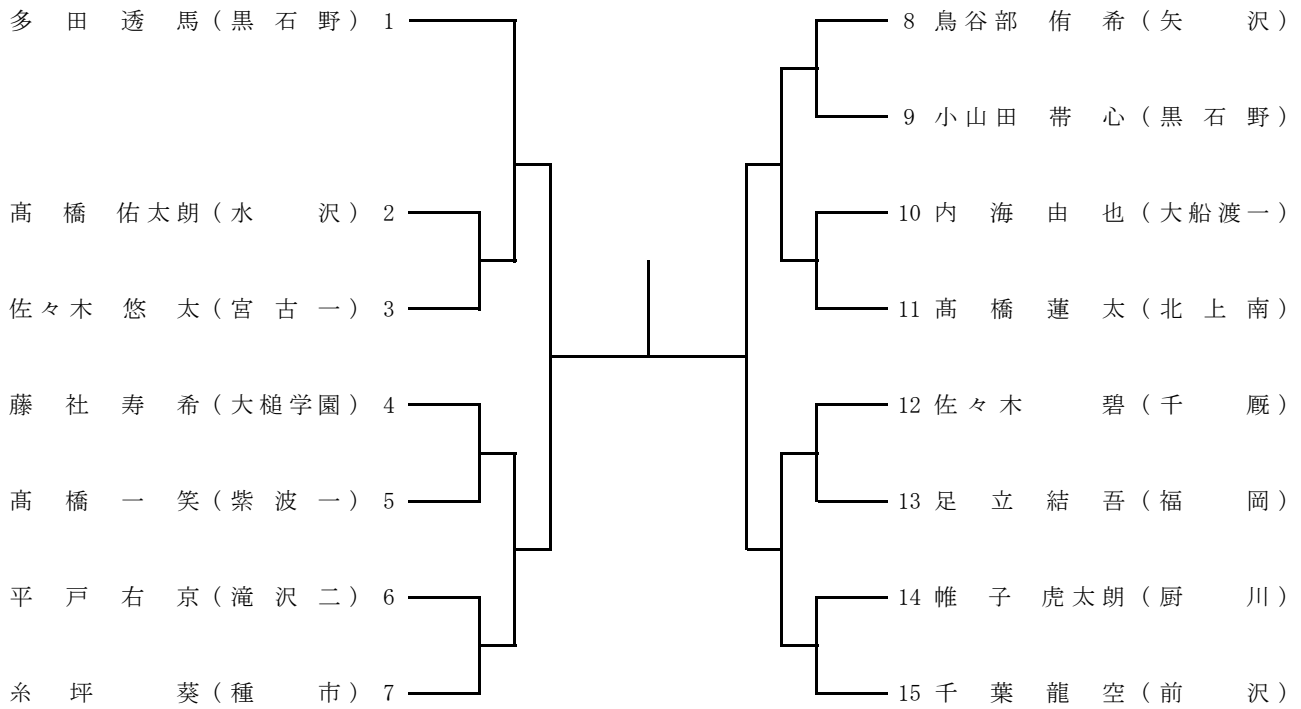 多田透馬(黒石野) 1
髙橋佑太朗(水沢) 2
佐々木悠太(宮古一) 3
藤社寿希(大槌学園) 4
髙橋一笑(紫波一) 5
平戸右京(滝沢二) 6
糸坪葵(種市) 7
8 鳥谷部侑希(矢沢)
9 小山田帯心(黒石野)
10 内海由也(大船渡一)
11 髙橋蓮太(北上南)
12 佐々木碧(千厩)
13 足立結吾(福岡)
14 帷子虎太朗(厨川)
15 千葉龍空(前沢)